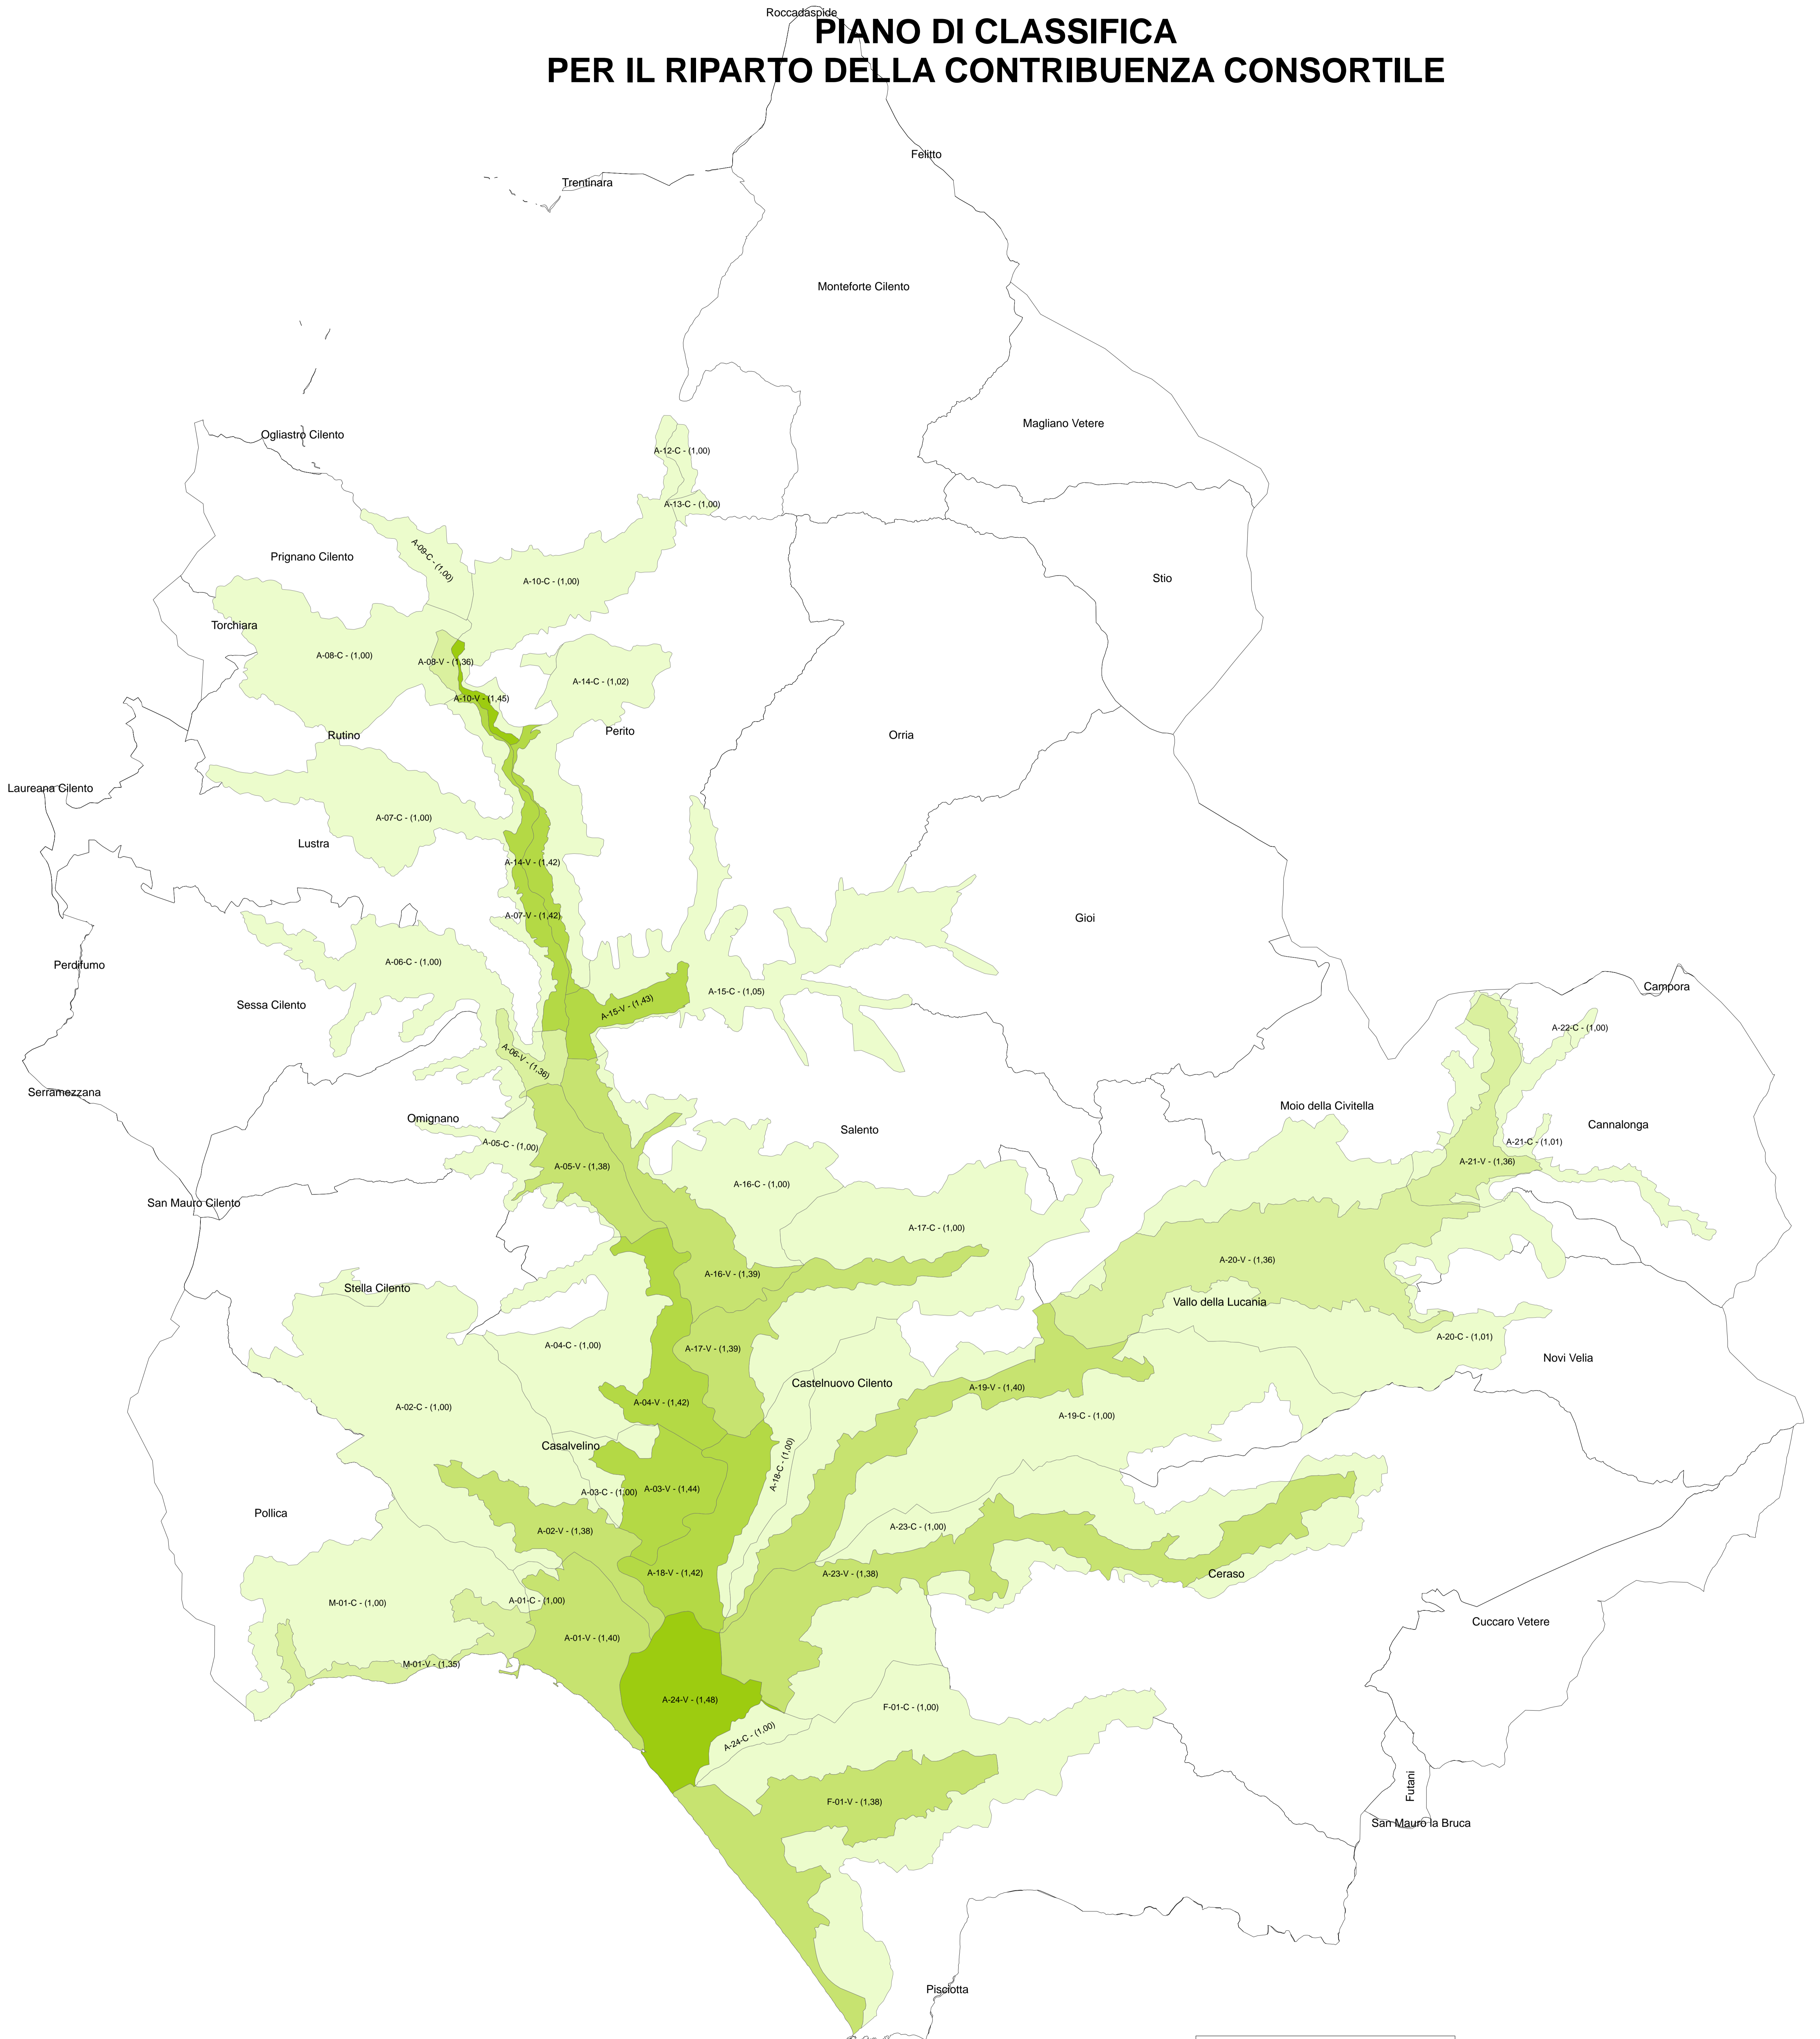 Roccadaspide
PIANO DI CLASSIFICA
PER IL RIPARTO DELLA CONTRIBUENZA CONSORTILE
Felitto
Trentinara
Monteforte Cilento
Magliano Vetere
Ogliastro Cilento
A-12-C - (1,00)
A-13-C - (1,00)
Prignano Cilento
A-09-C - (1,00)
A-10-C - (1,00)
Stio
Torchiara
A-08-C - (1,00)
A-08-V - (1,36)
A-14-C - (1,02)
A-10-V - (1,45)
Rutino
Perito
Orria
Laureana Cilento
A-07-C - (1,00)
Lustra
A-14-V - (1,42)
A-07-V - (1,42)
Gioi
Perdifumo
A-06-C - (1,00)
Sessa Cilento
A-15-C - (1,05)
A-15-V - (1,43)
Campora
A-22-C - (1,00)
A-06-V - (1,36)
Serramezzana
Omignano
Salento
Moio della Civitella
Cannalonga
A-05-C - (1,00)
A-21-C - (1,01)
A-05-V - (1,38)
A-21-V - (1,36)
A-16-C - (1,00)
San Mauro Cilento
A-17-C - (1,00)
A-16-V - (1,39)
A-20-V - (1,36)
Stella Cilento
Vallo della Lucania
A-04-C - (1,00)
A-17-V - (1,39)
A-20-C - (1,01)
Novi Velia
Castelnuovo Cilento
A-19-V - (1,40)
A-02-C - (1,00)
A-04-V - (1,42)
A-19-C - (1,00)
Casalvelino
A-18-C - (1,00)
A-03-C - (1,00)
A-03-V - (1,44)
Pollica
A-02-V - (1,38)
A-23-C - (1,00)
A-18-V - (1,42)
A-23-V - (1,38)
Ceraso
M-01-C - (1,00)
A-01-C - (1,00)
Cuccaro Vetere
A-01-V - (1,40)
M-01-V - (1,35)
A-24-V - (1,48)
F-01-C - (1,00)
A-24-C - (1,00)
Futani
F-01-V - (1,38)
San Mauro la Bruca
Pisciotta